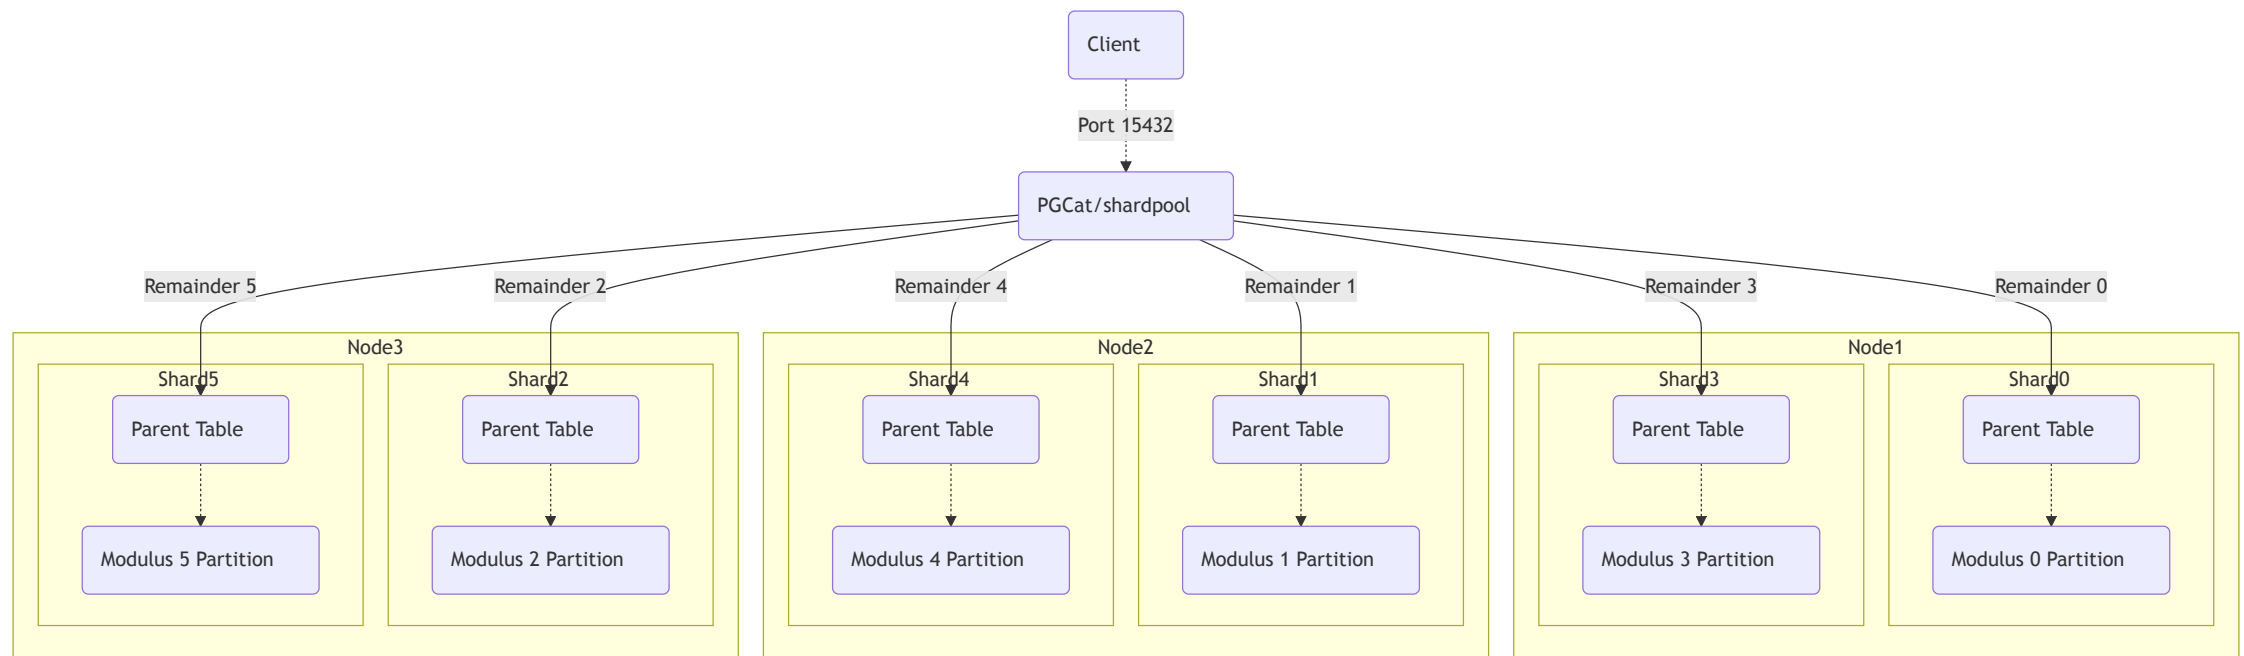 Client
Port 15432
PGCat/shardpool
Remainder 5
Remainder 2
Remainder 4
Remainder 1
Remainder 3
Remainder 0
Node3
Node2
Node1
Shard5
Shard2
Shard4
Shard1
Shard3
Shard0
Parent Table
Parent Table
Parent Table
Parent Table
Parent Table
Parent Table
Modulus 5 Partition
Modulus 2 Partition
Modulus 4 Partition
Modulus 1 Partition
Modulus 3 Partition
Modulus 0 Partition